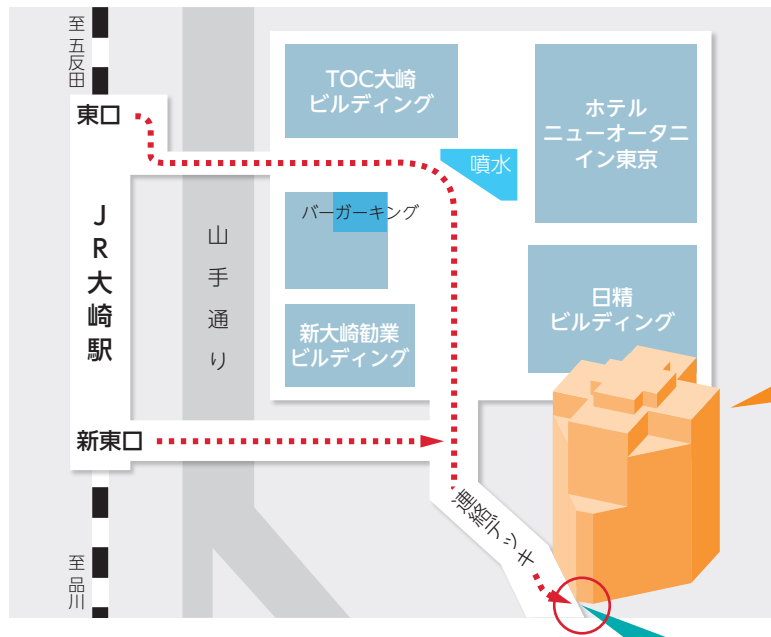 至五反田
東口
TOC大崎
ビルディング
ホテル
ニューオータニ
イン東京
噴水
バーガーキング
JR大崎駅
山手通り
日精
ビルディング
新大崎勧業
ビルディング
新東口
連絡デッキ
至品川